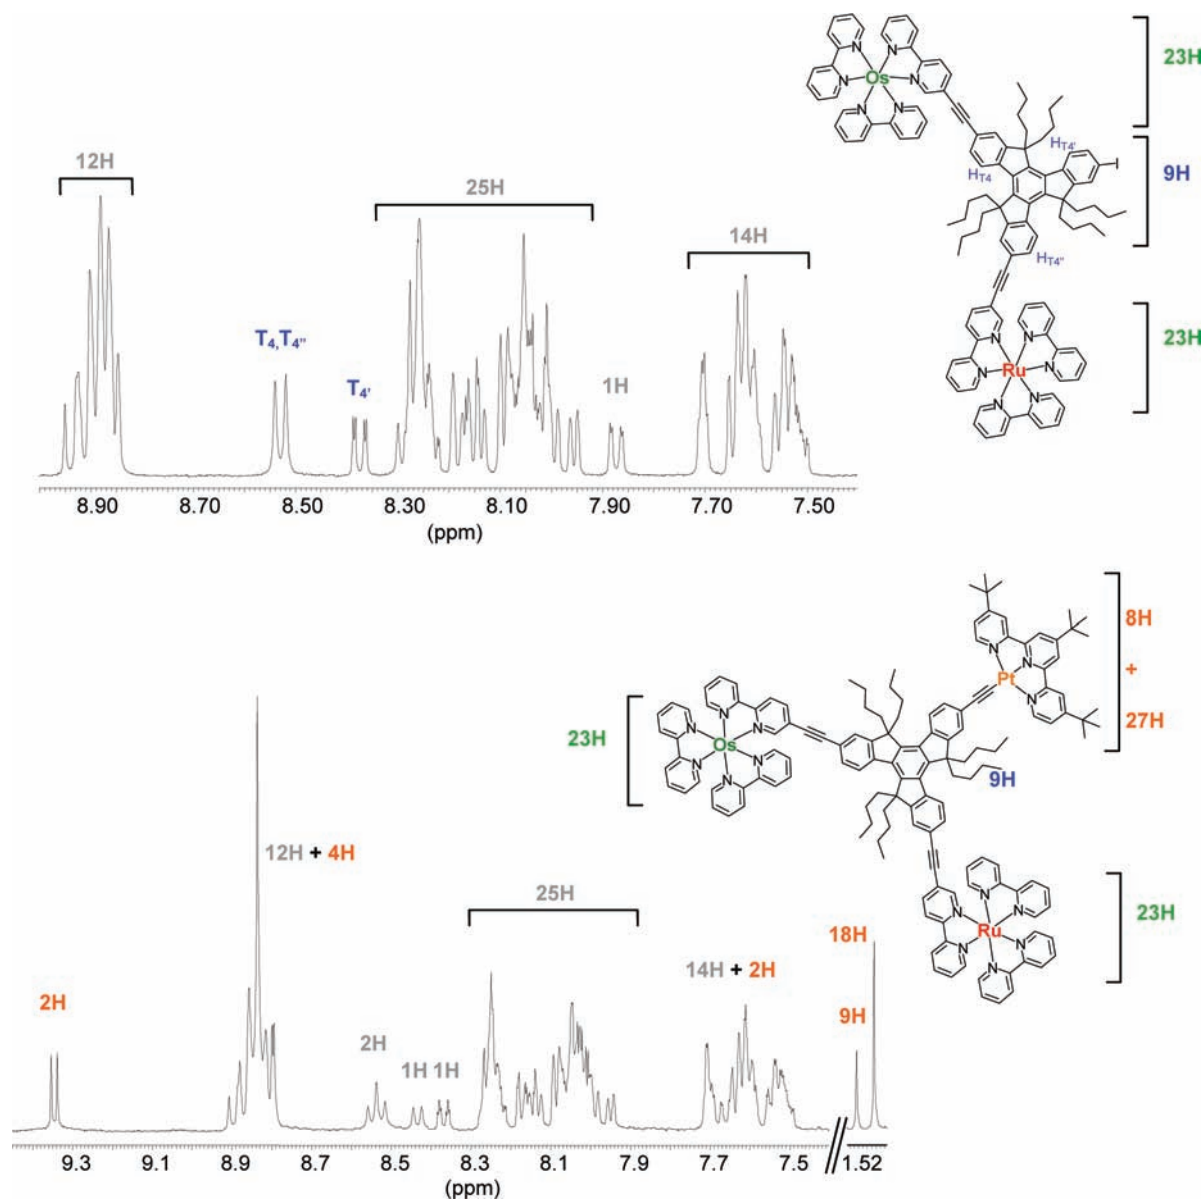 23H
N
N
N
Os
N
N
N
12H
25H
14H
H_T4'
H_T4
I
9H
H_T4''
T4,T4''
T4'
1H
23H
N
N
N
Ru
N
N
N
8.90 8.70 8.50 8.30 8.10 7.90 7.70 7.50
(ppm)
8H
+
27H
N
N
Pt
N
23H
N
N
N
Os
N
N
N
9H
12H + 4H
25H
N
N
N
Ru
N
N
N
23H
18H
14H + 2H
2H
9H
2H
1H 1H
9.3 9.1 8.9 8.7 8.5 8.3 8.1 7.9 7.7 7.5 1.52
(ppm)